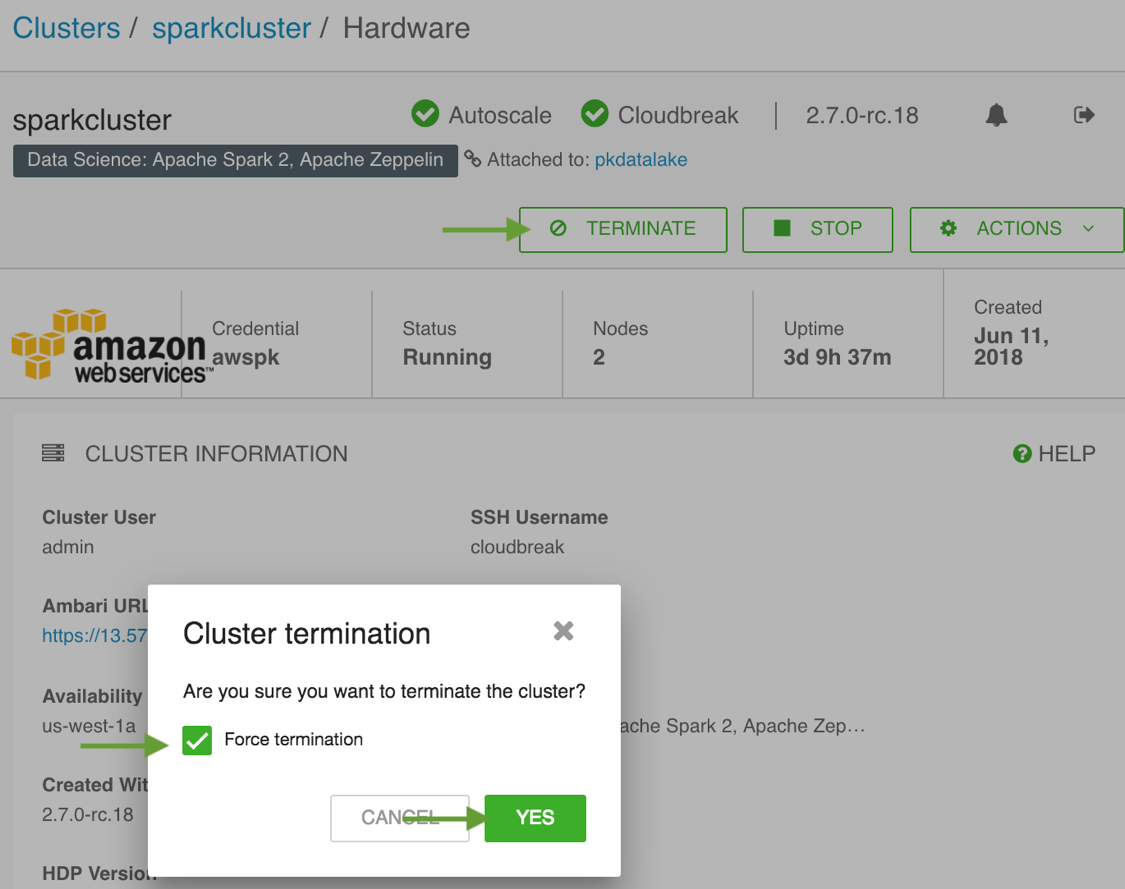 Clusters / sparkcluster / Hardware
sparkcluster
Autoscale
Cloudbreak
2.7.0-rc.18
Data Science: Apache Spark 2, Apache Zeppelin
Attached to: pkdatalake
TERMINATE
STOP
ACTIONS
amazon
webservices™
Credential
awspk
Status
Running
Nodes
2
Uptime
3d 9h 37m
Created
Jun 11,
2018
CLUSTER INFORMATION
HELP
Cluster User
admin
SSH Username
cloudbreak
Ambari URL
https://13.57
Availability
us-west-1a
ache Spark 2, Apache Zep…
Created Wit
2.7.0-rc.18
HDP Version
Cluster termination
Are you sure you want to terminate the cluster?
Force termination
CANCEL
YES